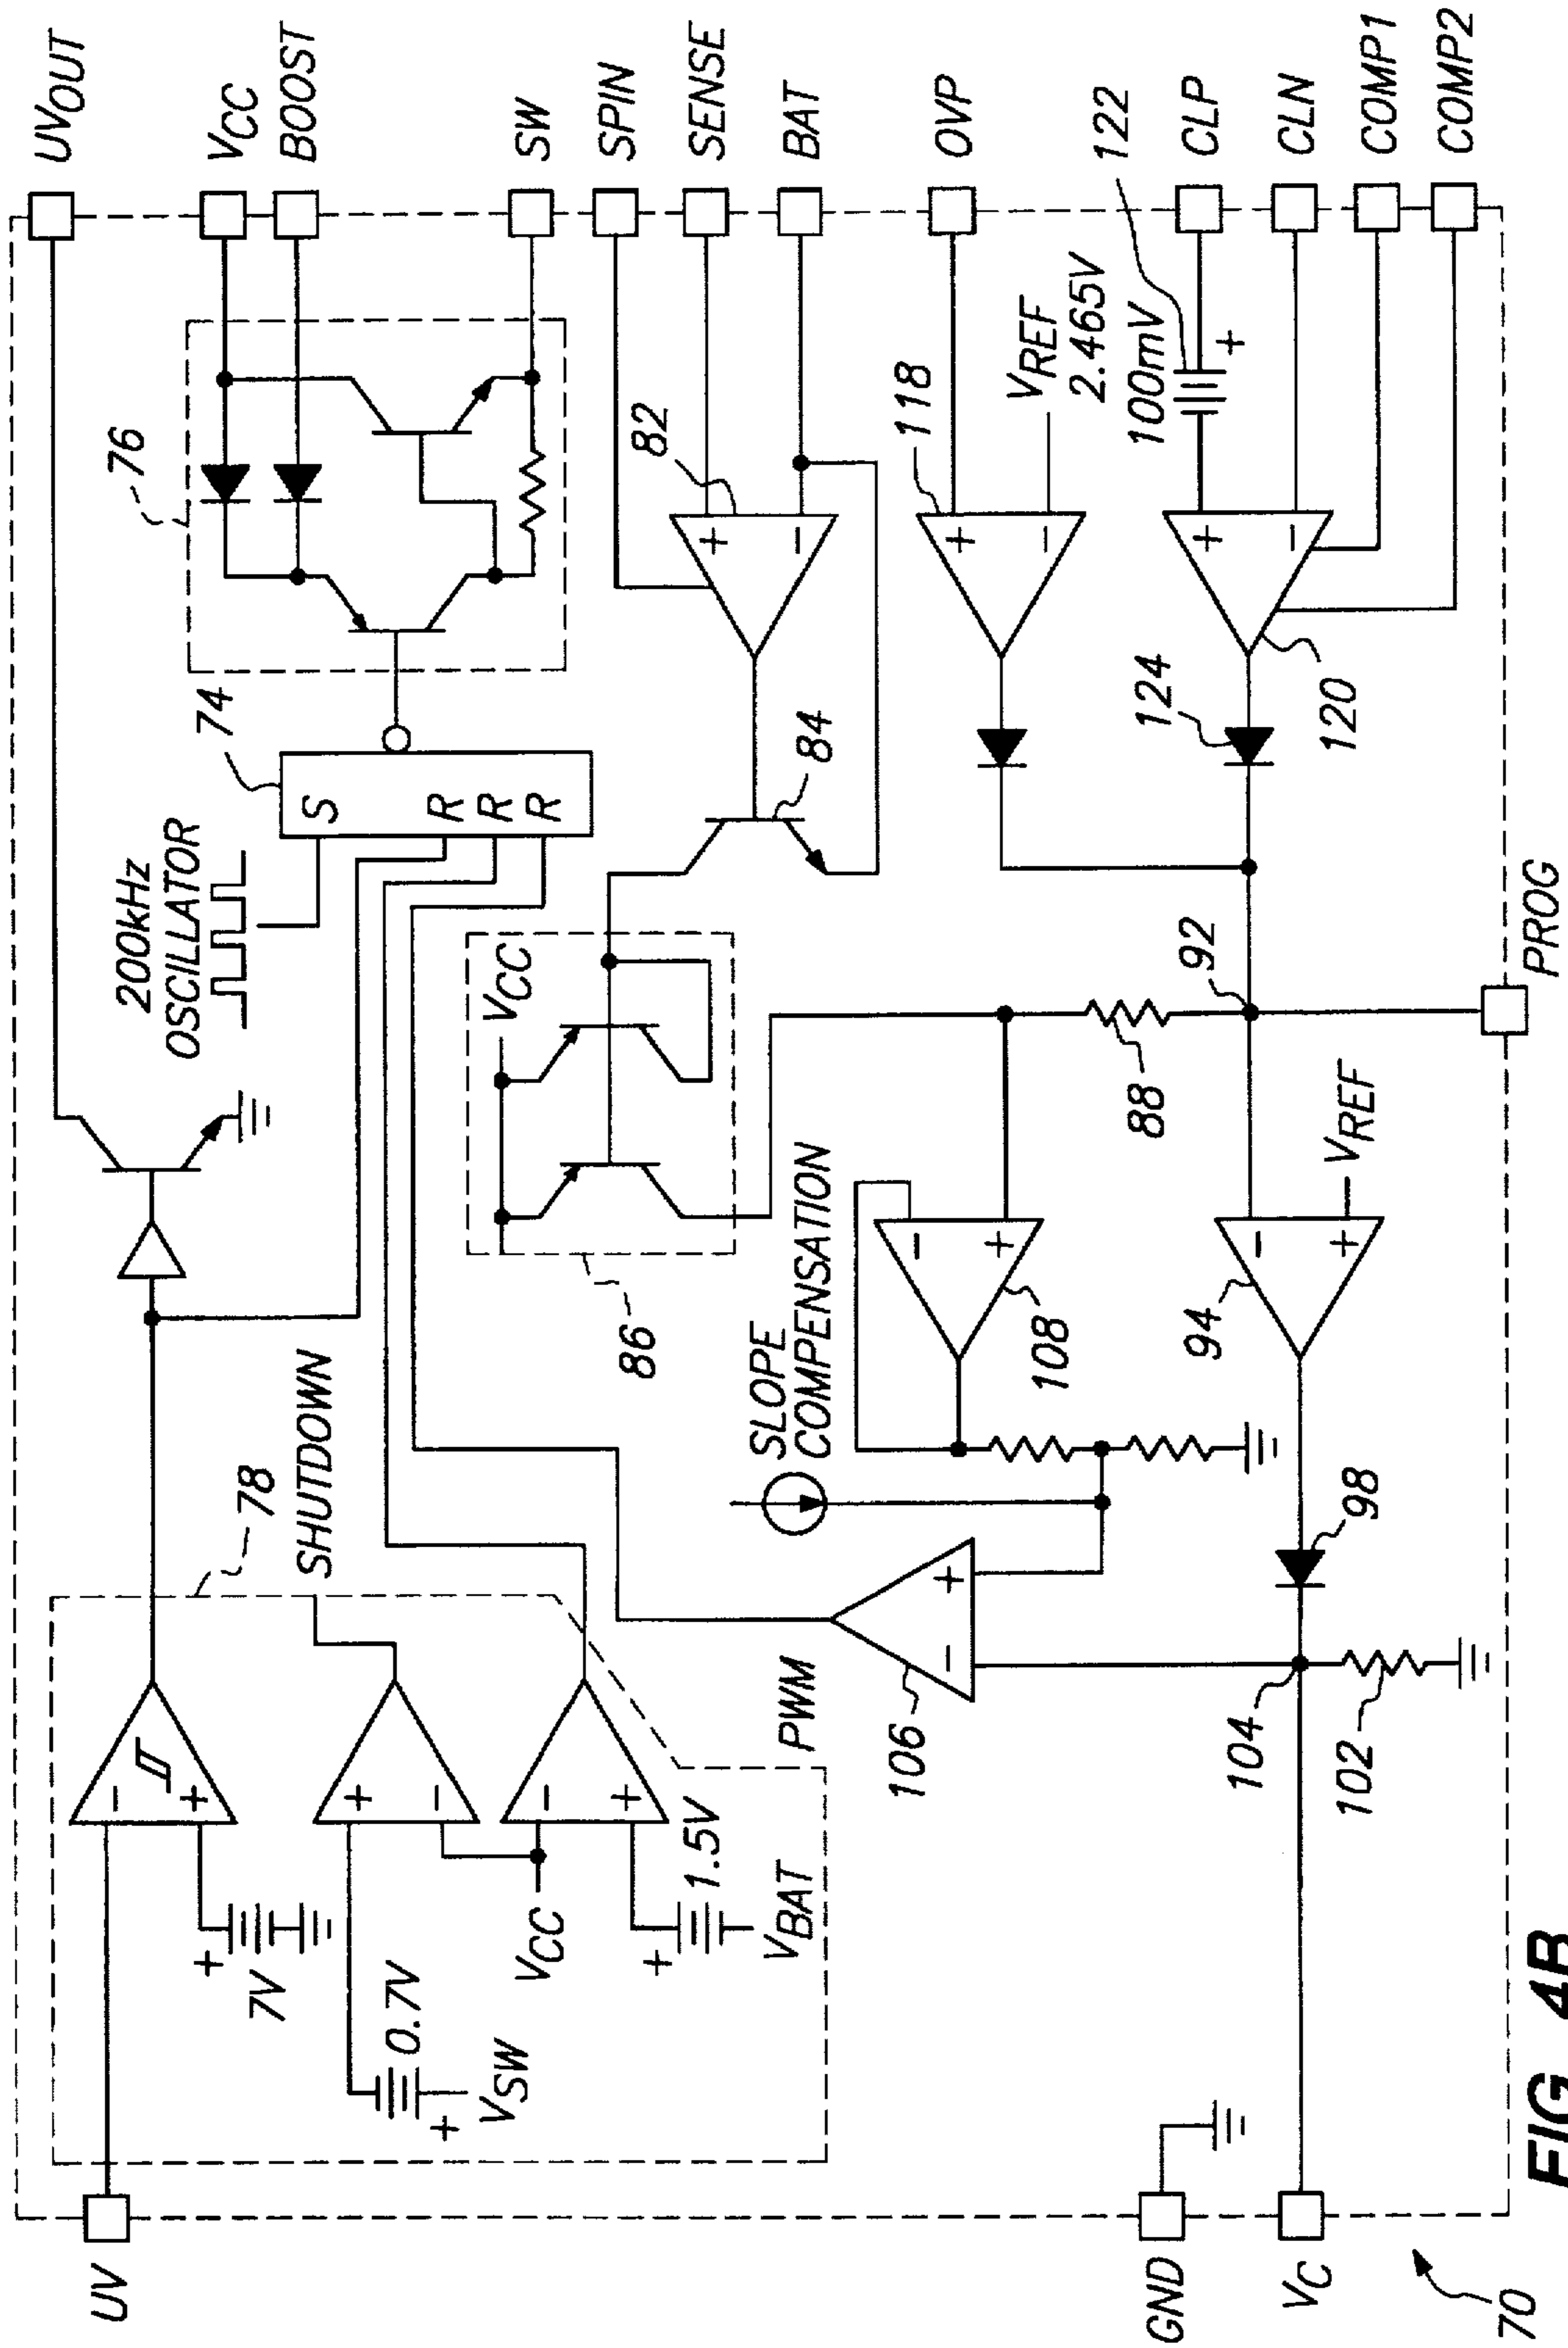 UV
7V
+
0.7V
+
VSW
VCC
+
1.5V
VBAT
−
+
+
−
−
+
78
SHUTDOWN
PWM
200kHz
OSCILLATOR
74
S
R
R
R
76
UVOUT
VCC
BOOST
SW
SPIN
SENSE
BAT
OVP
122
CLP
CLN
COMP1
COMP2
VCC
86
84
82
+
−
118
+
−
VREF
2.465V
100mV
+
+
−
124
120
SLOPE
COMPENSATION
−
+
108
88
92
PROG
106
−
+
94
−
+
VREF
98
104
102
GND
VC
70
FIG. 4B